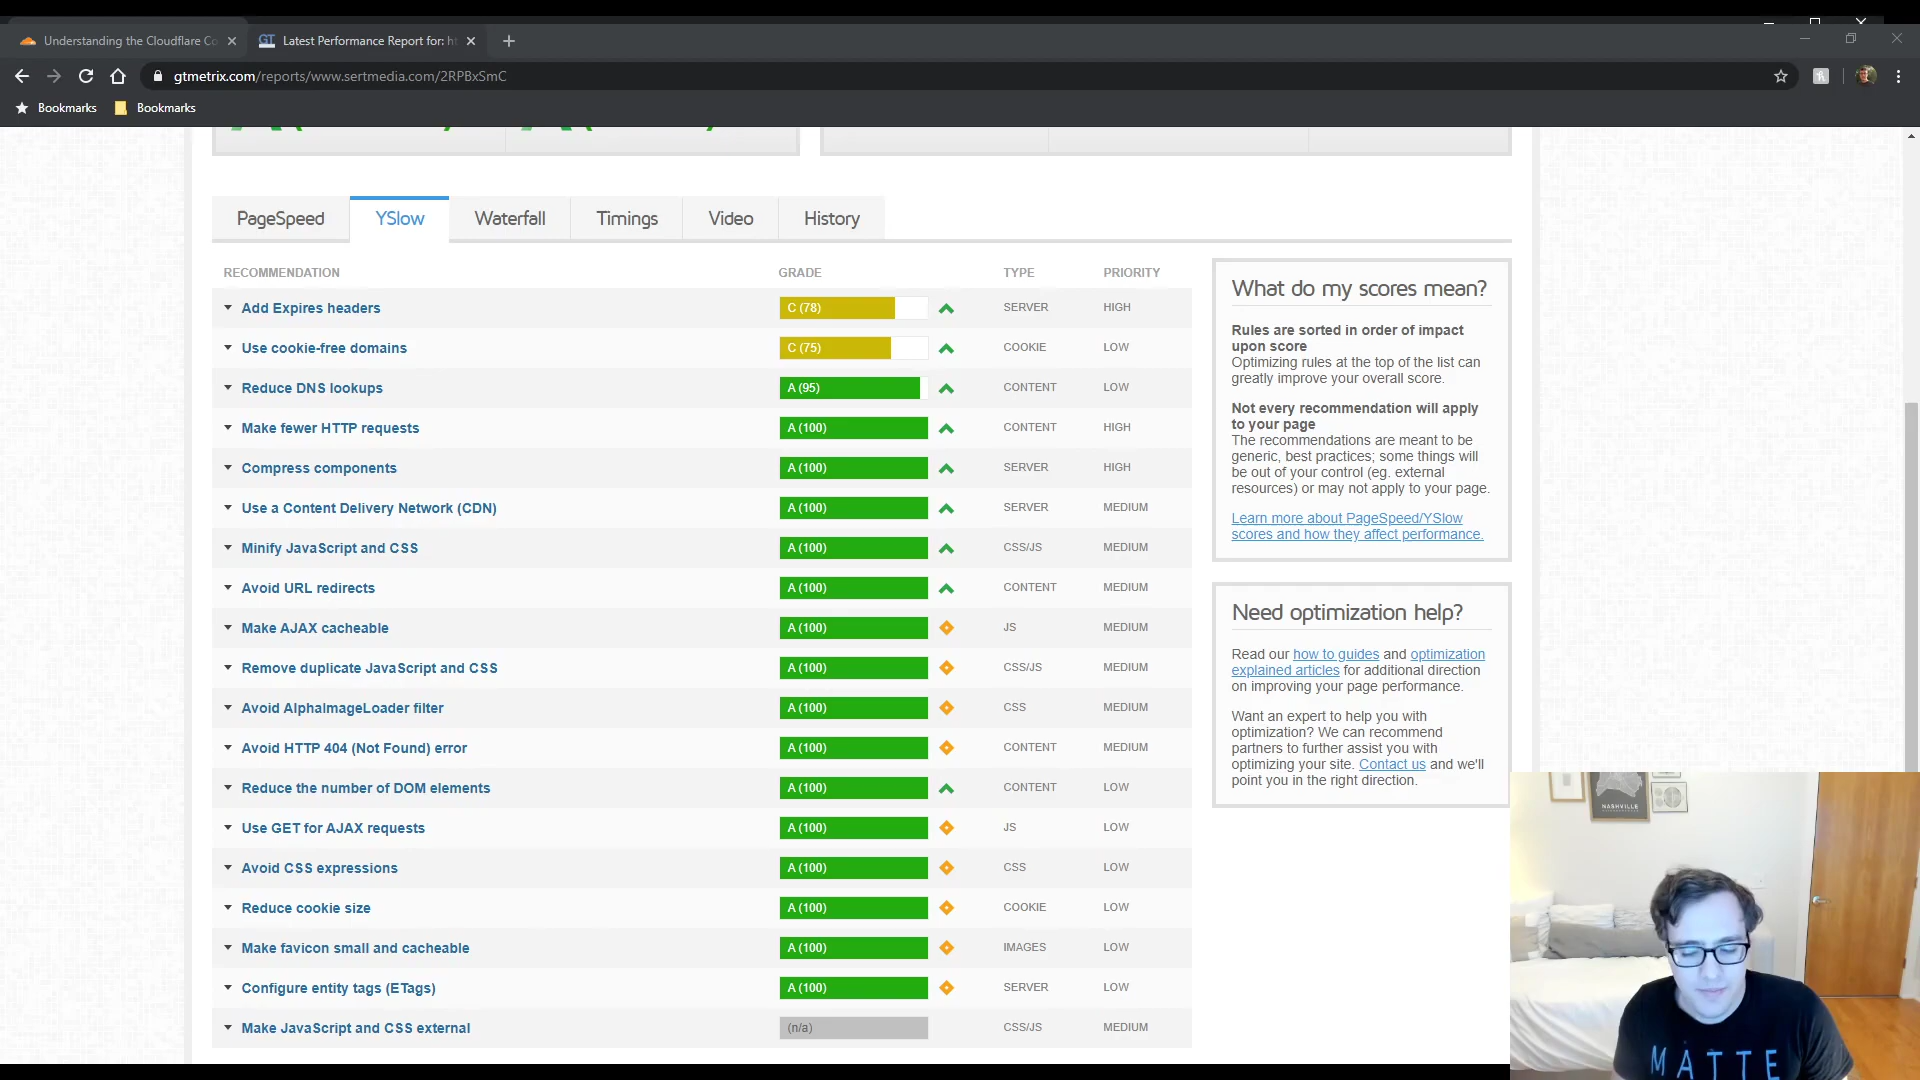 Understanding the Cloudflare Co
GT Latest Performance Report for: ht
gtmetrix.com/reports/www.sertmedia.com/2RPBxSmC
Bookmarks Bookmarks
PageSpeed YSlow Waterfall Timings Video History
RECOMMENDATION GRADE TYPE PRIORITY
Add Expires headers C (78) SERVER HIGH
Use cookie-free domains C (75) COOKIE LOW
Reduce DNS lookups A (95) CONTENT LOW
Make fewer HTTP requests A (100) CONTENT HIGH
Compress components A (100) SERVER HIGH
Use a Content Delivery Network (CDN) A (100) SERVER MEDIUM
Minify JavaScript and CSS A (100) CSS/JS MEDIUM
Avoid URL redirects A (100) CONTENT MEDIUM
Make AJAX cacheable A (100) JS MEDIUM
Remove duplicate JavaScript and CSS A (100) CSS/JS MEDIUM
Avoid AlphaImageLoader filter A (100) CSS MEDIUM
Avoid HTTP 404 (Not Found) error A (100) CONTENT MEDIUM
Reduce the number of DOM elements A (100) CONTENT LOW
Use GET for AJAX requests A (100) JS LOW
Avoid CSS expressions A (100) CSS LOW
Reduce cookie size A (100) COOKIE LOW
Make favicon small and cacheable A (100) IMAGES LOW
Configure entity tags (ETags) A (100) SERVER LOW
Make JavaScript and CSS external (n/a) CSS/JS MEDIUM
What do my scores mean?
Rules are sorted in order of impact
upon score
Optimizing rules at the top of the list can
greatly improve your overall score.
Not every recommendation will apply
to your page
The recommendations are meant to be
generic, best practices; some things will
be out of your control (eg. external
resources) or may not apply to your page.
Learn more about PageSpeed/YSlow
scores and how they affect performance.
Need optimization help?
Read our how to guides and optimization
explained articles for additional direction
on improving your page performance.
Want an expert to help you with
optimization? We can recommend
partners to further assist you with
optimizing your site. Contact us and we'll
point you in the right direction.
NASHVILLE
MATTE